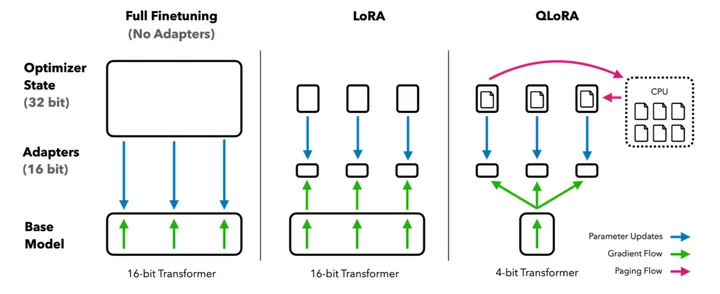 Full Finetuning
(No Adapters)
LoRA
QLoRA
Optimizer
State
(32 bit)
CPU
Adapters
(16 bit)
Base
Model
Parameter Updates
Gradient Flow
Paging Flow
16-bit Transformer
16-bit Transformer
4-bit Transformer